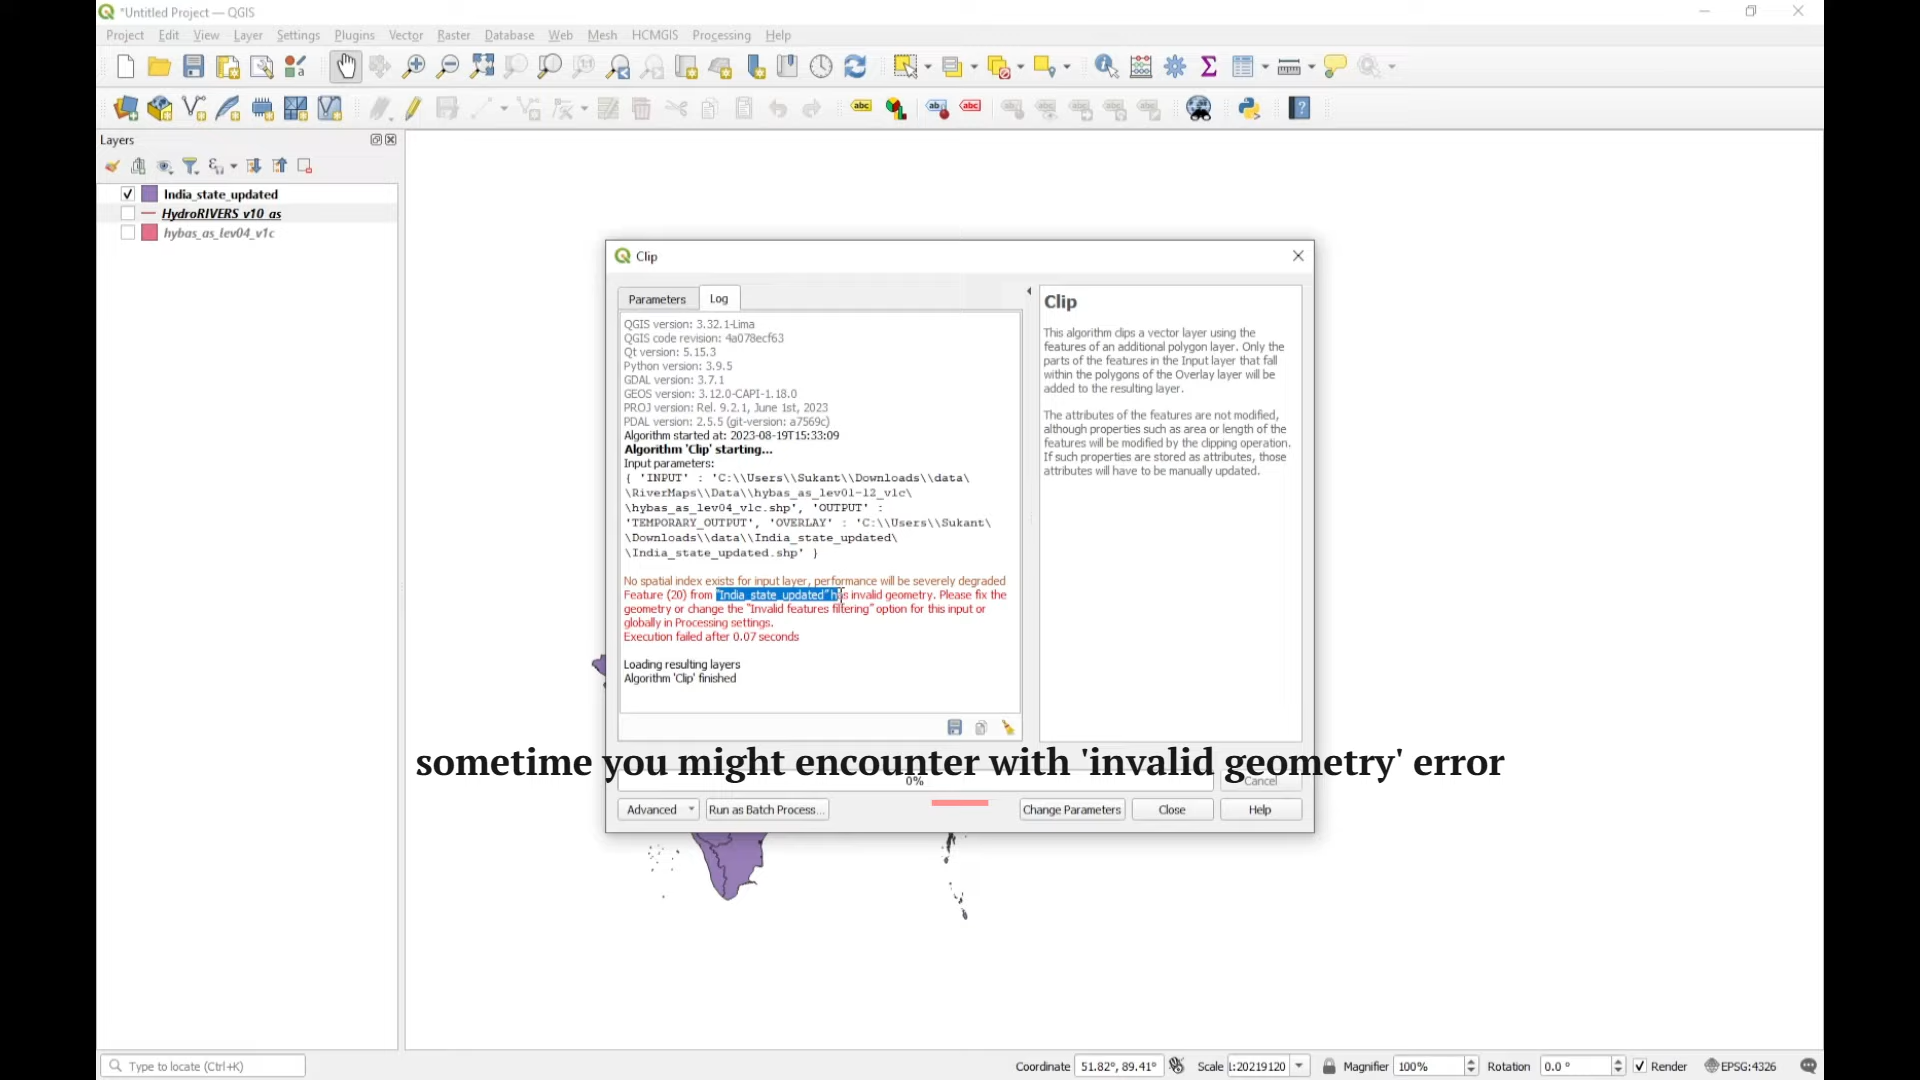 *Untitled Project — QGIS
Project Edit View Layer Settings Plugins Vector Raster Database Web Mesh HCMGIS Processing Help
Layers
India_state_updated
HydroRIVERS_v10_as
hybas_as_lev04_v1c
Clip
Parameters Log
QGIS version: 3.32.1-Lima
QGIS code revision: 4a078ecf63
Qt version: 5.15.3
Python version: 3.9.5
GDAL version: 3.7.1
GEOS version: 3.12.0-CAPI-1.18.0
PROJ version: Rel. 9.2.1, June 1st, 2023
PDAL version: 2.5.5 (git-version: a7569c)
Algorithm started at: 2023-08-19T15:33:09
Algorithm 'Clip' starting...
Input parameters:
{ 'INPUT' : 'C:\\Users\\Sukant\\Downloads\\data\
\RiverMaps\\Data\\hybas_as_lev01-12_v1c\
\hybas_as_lev04_v1c.shp', 'OUTPUT' :
'TEMPORARY_OUTPUT', 'OVERLAY' : 'C:\\Users\\Sukant\
\Downloads\\data\\India_state_updated\
\India_state_updated.shp' }
No spatial index exists for input layer, performance will be severely degraded
Feature (20) from "India_state_updated" has invalid geometry. Please fix the
geometry or change the "Invalid features filtering" option for this input or
globally in Processing settings.
Execution failed after 0.07 seconds
Loading resulting layers
Algorithm 'Clip' finished
Clip
This algorithm clips a vector layer using the
features of an additional polygon layer. Only the
parts of the features in the Input layer that fall
within the polygons of the Overlay layer will be
added to the resulting layer.
The attributes of the features are not modified,
although properties such as area or length of the
features will be modified by the clipping operation.
If such properties are stored as attributes, those
attributes will have to be manually updated.
sometime you might encounter with 'invalid geometry' error
0% Cancel
Advanced Run as Batch Process... Change Parameters Close Help
Type to locate (Ctrl+K) Coordinate 51.82°, 89.41° Scale 1:20219120 Magnifier 100% Rotation 0.0 ° Render EPSG:4326